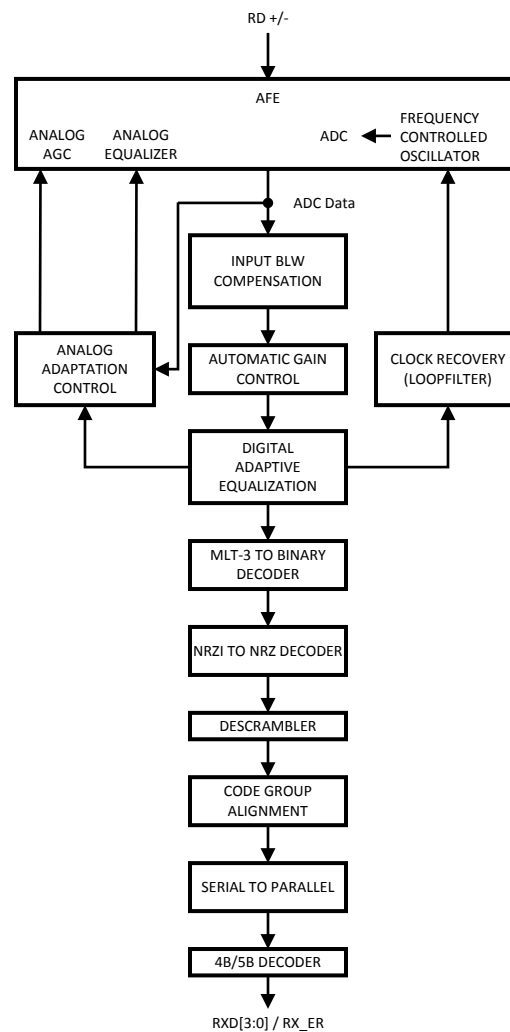 RD +/-
AFE
ANALOG
AGC
ANALOG
EQUALIZER
ADC
FREQUENCY
CONTROLLED
OSCILLATOR
ADC Data
INPUT BLW
COMPENSATION
ANALOG
ADAPTATION
CONTROL
AUTOMATIC GAIN
CONTROL
CLOCK RECOVERY
(LOOPFILTER)
DIGITAL
ADAPTIVE
EQUALIZATION
MLT-3 TO BINARY
DECODER
NRZI TO NRZ DECODER
DESCRAMBLER
CODE GROUP
ALIGNMENT
SERIAL TO PARALLEL
4B/5B DECODER
RXD[3:0] / RX_ER